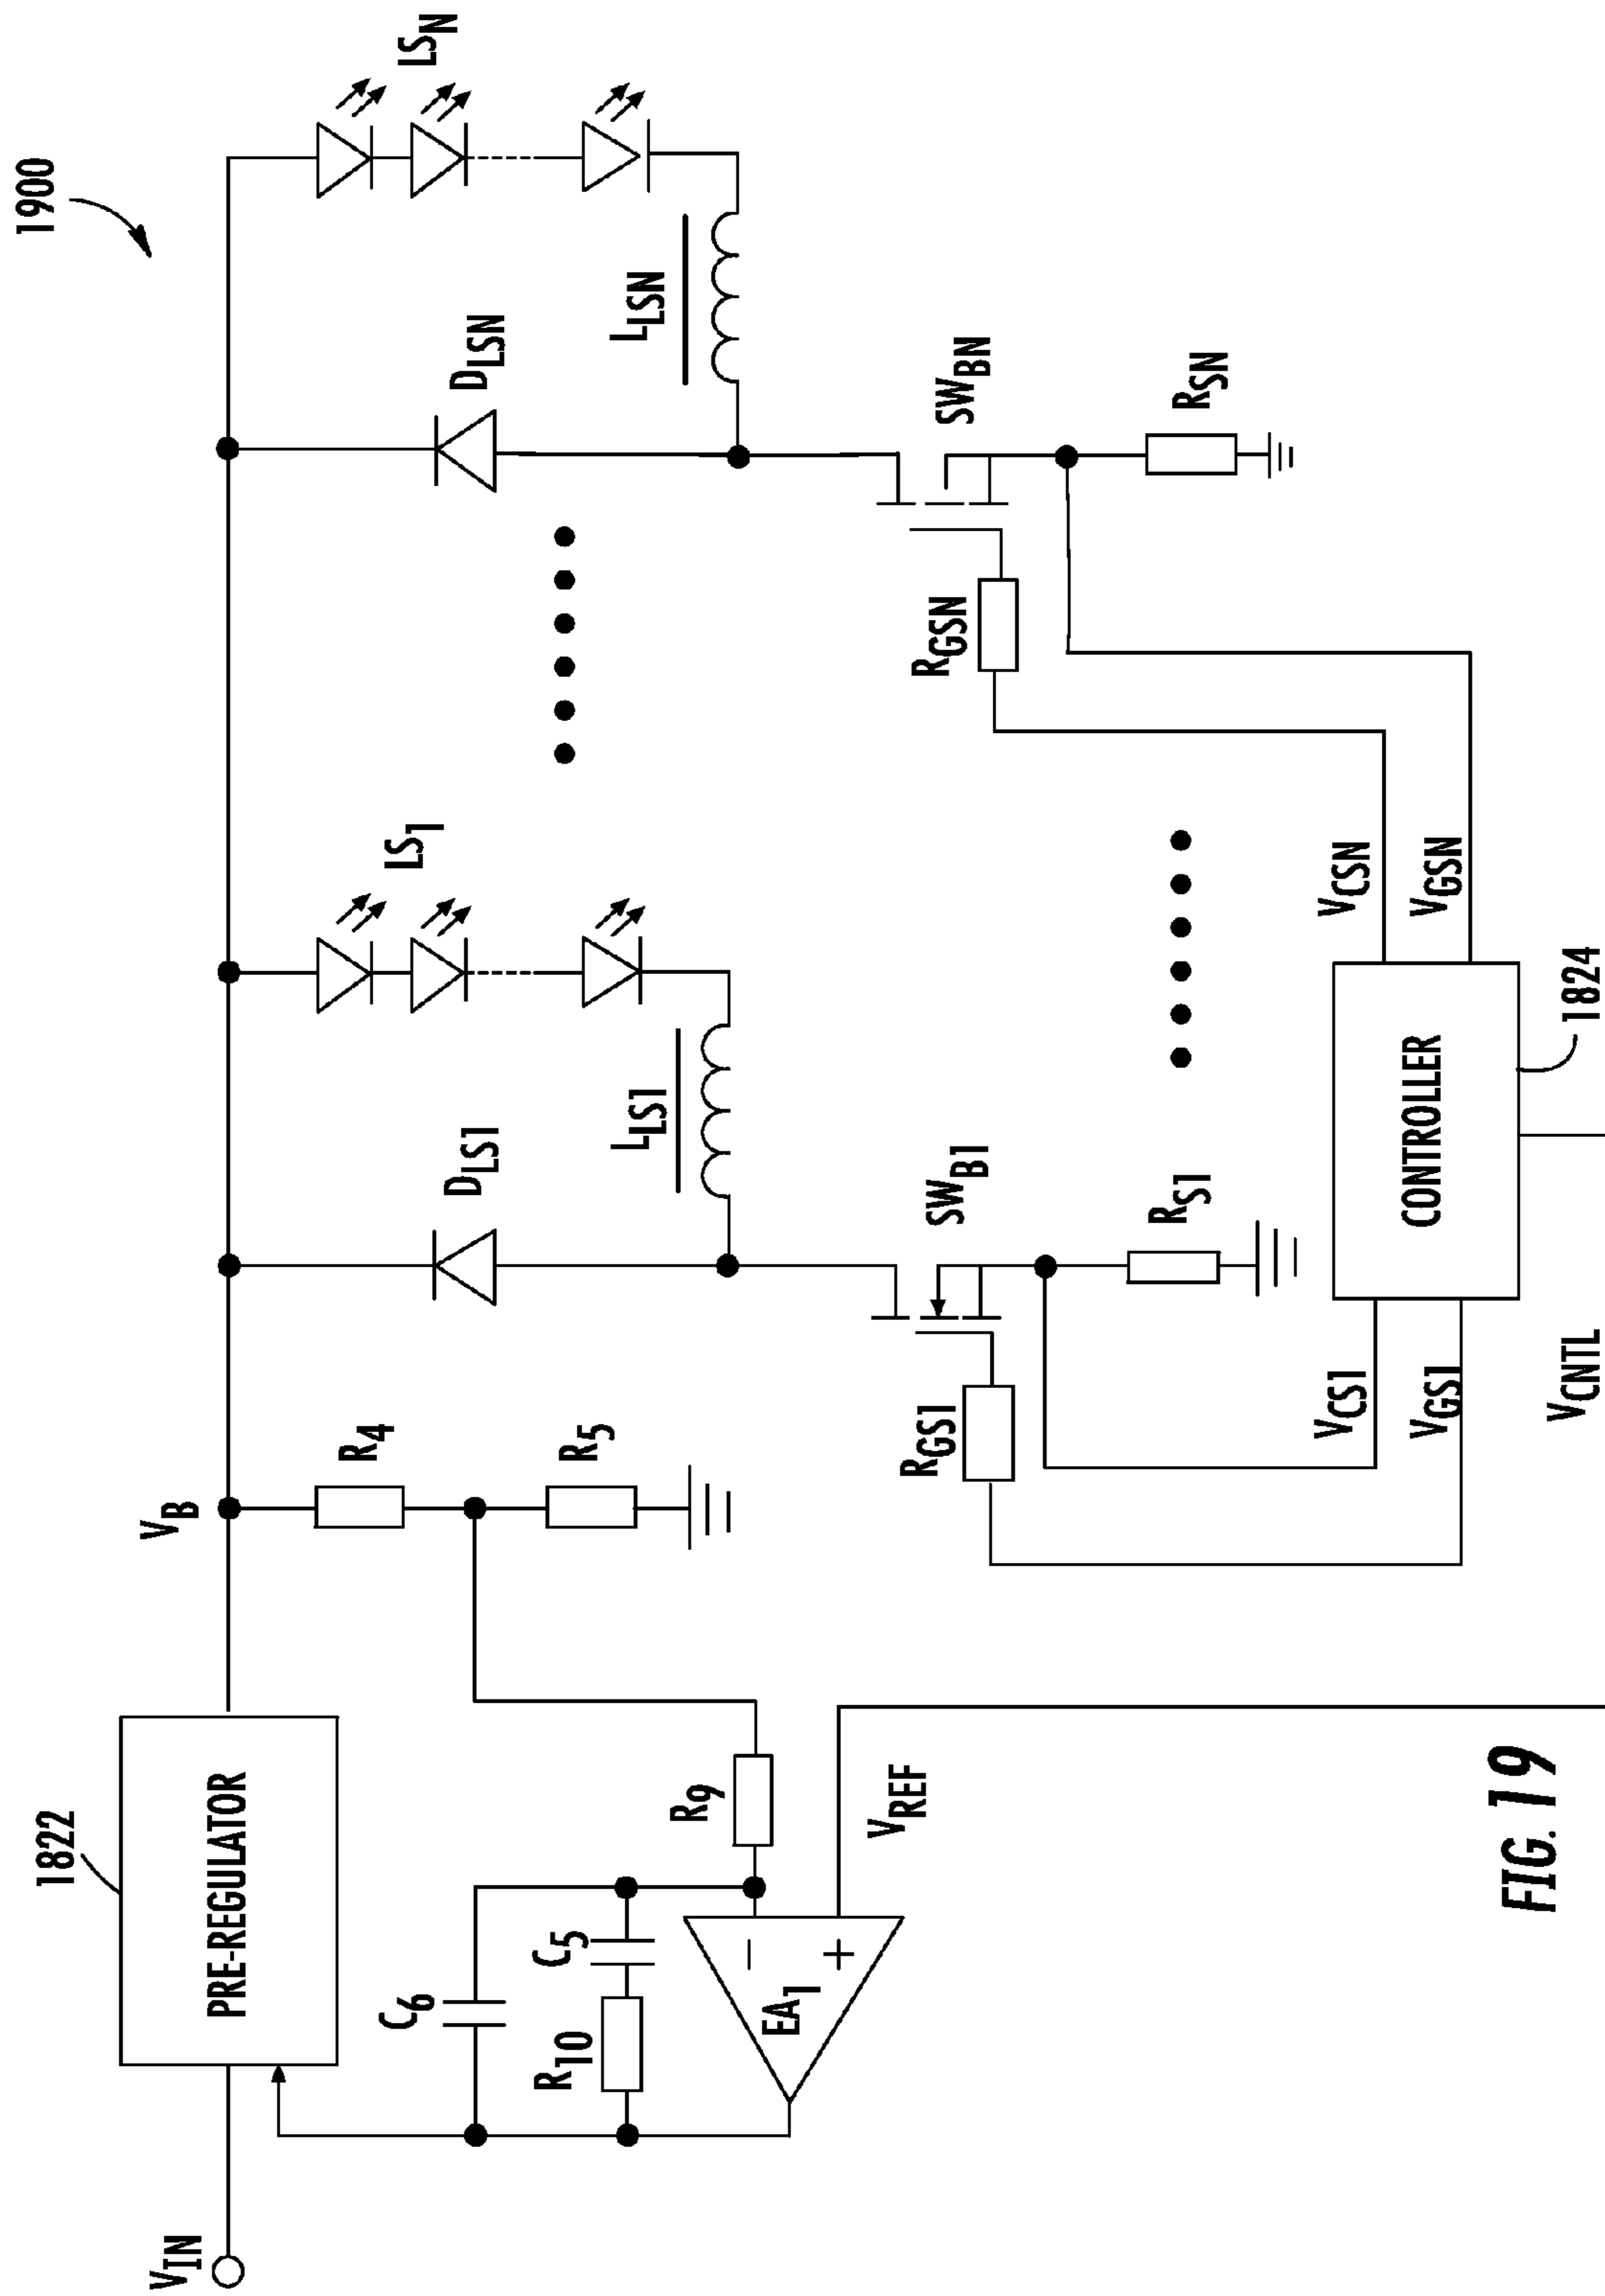 1900
1822
V_IN
PRE-REGULATOR
V_B
R_4
R_5
C_6
C_5
R_10
R_9
EA_1
−
+
V_REF
D_LS1
L_LS1
LS_1
SW_B1
R_GS1
R_S1
D_LSN
L_LSN
LS_N
SW_BN
R_GSN
R_SN
V_CS1
V_GS1
V_CSN
V_GSN
CONTROLLER
1824
V_CNTL
FIG. 19